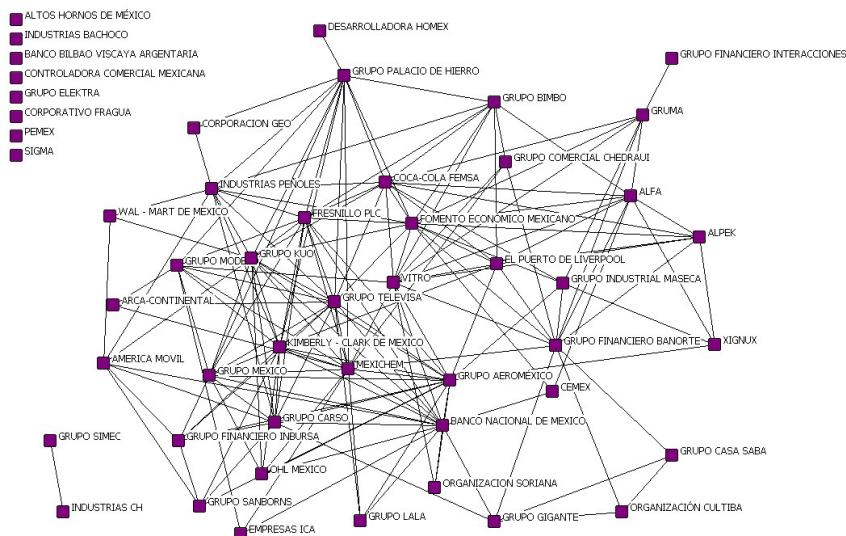 ALTOS HORNOS DE MÉXICO
INDUSTRIAS BACHOCO
BANCO BILBAO VISCAYA ARGENTARIA
CONTROLADORA COMERCIAL MEXICANA
GRUPO ELEKTRA
CORPORATIVO FRAGUA
PEMEX
SIGMA
DESARROLLADORA HOMEX
GRUPO FINANCIERO INTERACCIONES
GRUPO PALACIO DE HIERRO
GRUPO BIMBO
GRUMA
CORPORACION GEO
GRUPO COMERCIAL CHEDRAUI
COCA-COLA FEMSA
INDUSTRIAS PEÑOLES
ALFA
WAL - MART DE MEXICO
FRESNILLO PLC
FOMENTO ECONOMICO MEXICANO
ALPEK
GRUPO KUO
GRUPO MODE
EL PUERTO DE LIVERPOOL
VITRO
GRUPO INDUSTRIAL MASECA
ARCA-CONTINENTAL
GRUPO TELEVISA
KIMBERLY - CLARK DE MEXICO
GRUPO FINANCIERO BANORTE
XIGNUX
AMERICA MOVIL
MEXICHEM
GRUPO MEXICO
GRUPO AEROMÉXICO
CEMEX
GRUPO CARSO
BANCO NACIONAL DE MEXICO
GRUPO SIMEC
GRUPO FINANCIERO INBURSA
GRUPO CASA SABA
OHL MEXICO
ORGANIZACION SORIANA
GRUPO SANBORNS
INDUSTRIAS CH
ORGANIZACIÓN CULTIBA
GRUPO LALA
GRUPO GIGANTE
EMPRESAS ICA